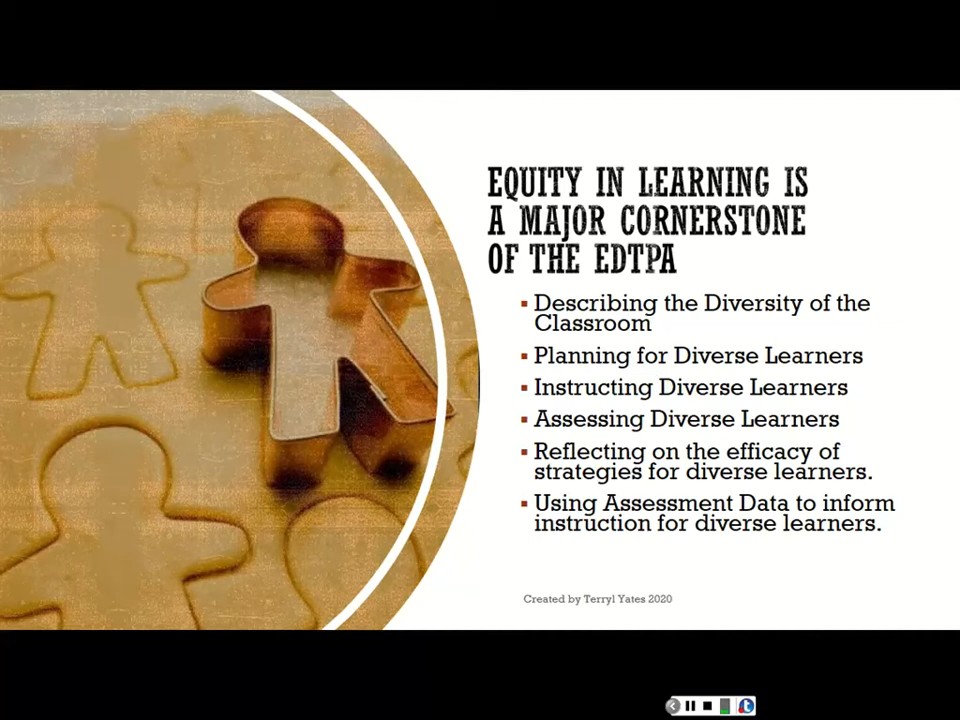 EQUITY IN LEARNING IS
A MAJOR CORNERSTONE
OF THE EDTPA
▪ Describing the Diversity of the
Classroom
▪ Planning for Diverse Learners
▪ Instructing Diverse Learners
▪ Assessing Diverse Learners
▪ Reflecting on the efficacy of
strategies for diverse learners.
▪ Using Assessment Data to inform
instruction for diverse learners.
Created by Terryl Yates 2020